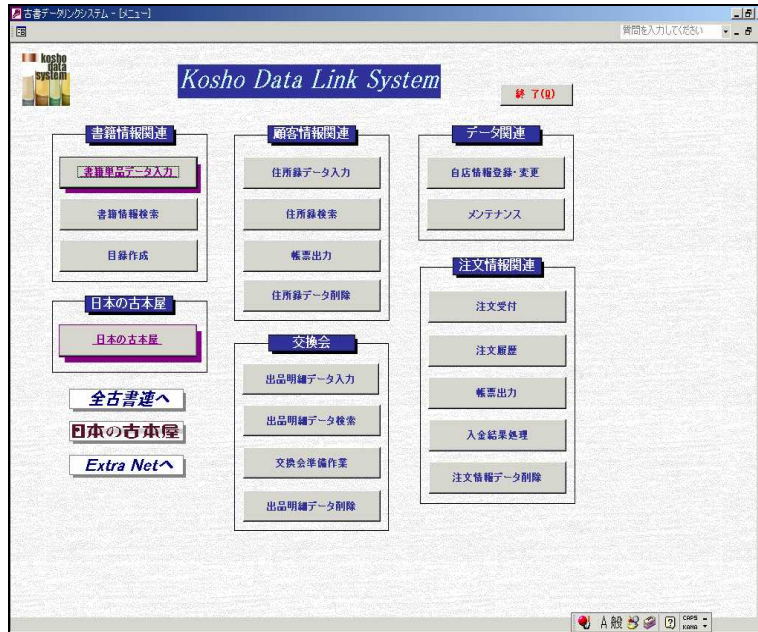 古書データリンクシステム - [メニュー]
質問を入力してください
kosho
data
system
Kosho Data Link System
終 了(Q)
書籍情報関連
書籍単品データ入力
書籍情報検索
目録作成
日本の古本屋
日本の古本屋
全古書連へ
日本の古本屋
Extra Netへ
顧客情報関連
住所録データ入力
住所録検索
帳票出力
住所録データ削除
交換会
出品明細データ入力
出品明細データ検索
交換会準備作業
出品明細データ削除
データ関連
自店情報登録・変更
メンテナンス
注文情報関連
注文受付
注文履歴
帳票出力
入金結果処理
注文情報データ削除
A 般
CAPS
KANA